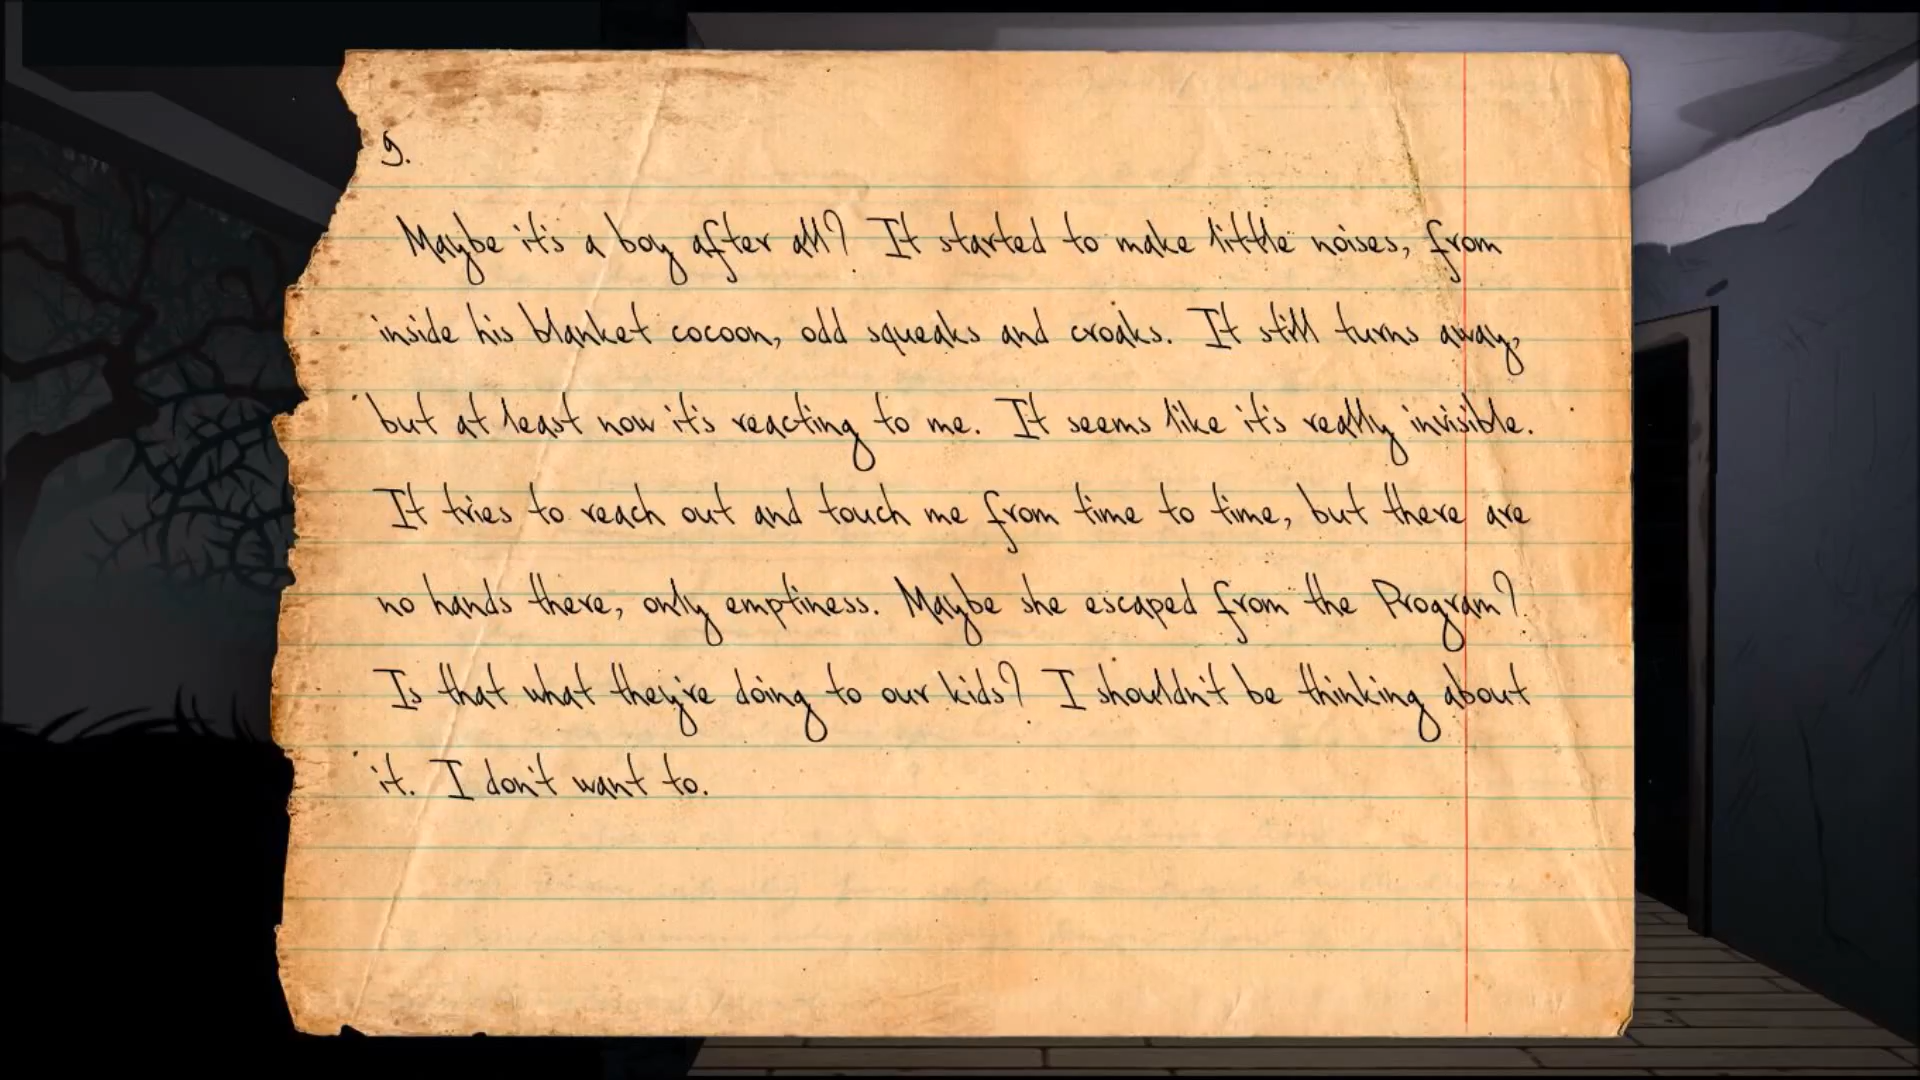 9.
Maybe it's a boy after all? It started to make little noises, from
inside his blanket cocoon, odd squeaks and croaks. It still turns away,
but at least now it's reacting to me. It seems like it's really invisible.
It tries to reach out and touch me from time to time, but there are
no hands there, only emptiness. Maybe she escaped from the Program?
Is that what they're doing to our kids? I shouldn't be thinking about
it. I don't want to.